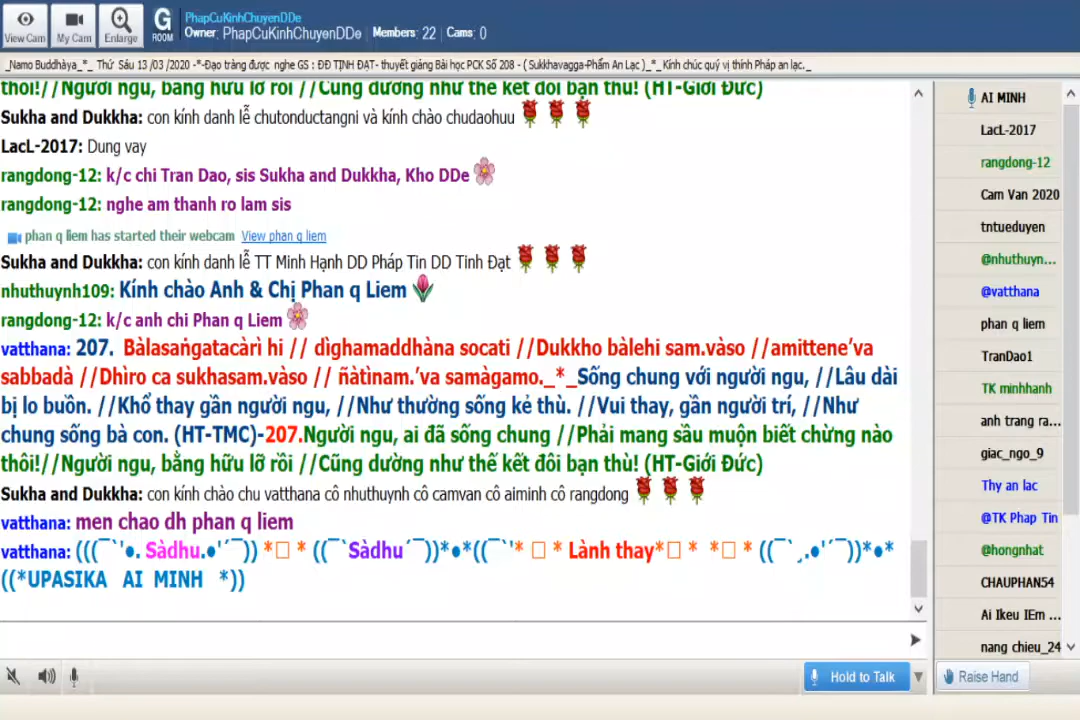 PhapCuKinhChuyenDDe
Owner: PhapCuKinhChuyenDDe Members: 22 Cams: 0
View Cam My Cam Enlarge G ROOM
_Namo Buddhàya_*_ Thứ Sáu 13 /03 /2020 -*-Đạo tràng được nghe GS : ĐĐ TỊNH ĐẠT- thuyết giảng Bài học PCK Số 208 - ( Sukkhavagga-Phẩm An Lạc )_*_ Kính chúc quý vị thính Pháp an lạc._
thôi!//Người ngu, bằng hữu lỡ rồi //Cũng dường như thế kết đôi bạn thù! (HT-Giới Đức)
Sukha and Dukkha: con kính danh lễ chutonductangni và kính chào chudaohuu
LacL-2017: Dung vay
rangdong-12: k/c chi Tran Dao, sis Sukha and Dukkha, Kho DDe
rangdong-12: nghe am thanh ro lam sis
phan q liem has started their webcam View phan q liem
Sukha and Dukkha: con kính danh lễ TT Minh Hạnh DD Pháp Tin DD Tinh Đạt
nhuthuynh109: Kính chào Anh & Chị Phan q Liem
rangdong-12: k/c anh chi Phan q Liem
vatthana: 207. Bàlasaṅgatacàrì hi // dìghamaddhàna socati //Dukkho bàlehi sam.vàso //amittene’va
sabbadà //Dhìro ca sukhasam.vàso // ñàtìnam.’va samàgamo._*_Sống chung với người ngu, //Lâu dài
bị lo buồn. //Khổ thay gần người ngu, //Như thường sống kẻ thù. //Vui thay, gần người trí, //Như
chung sống bà con. (HT-TMC)-207.Người ngu, ai đã sống chung //Phải mang sầu muộn biết chừng nào
thôi!//Người ngu, bằng hữu lỡ rồi //Cũng dường như thế kết đôi bạn thù! (HT-Giới Đức)
Sukha and Dukkha: con kính chào chu vatthana cô nhuthuynh cô camvan cô aiminh cô rangdong
vatthana: men chao dh phan q liem
vatthana: (((¯`'•. Sàdhu.•'´¯)) *□ * ((¯`Sàdhu´¯))*•*((¯`'* □ * Lành thay*□ * *□ * ((¯`¸.•'´¯))*•*
((*UPASIKA AI MINH *))
AI MINH
LacL-2017
rangdong-12
Cam Van 2020
tntueduyen
@nhuthuyn...
@vatthana
phan q liem
TranDao1
TK minhhanh
anh trang ra...
giac_ngo_9
Thy an lac
@TK Phap Tin
@hongnhat
CHAUPHAN54
Ai Ikeu IEm ...
nang chieu_24
Hold to Talk
Raise Hand